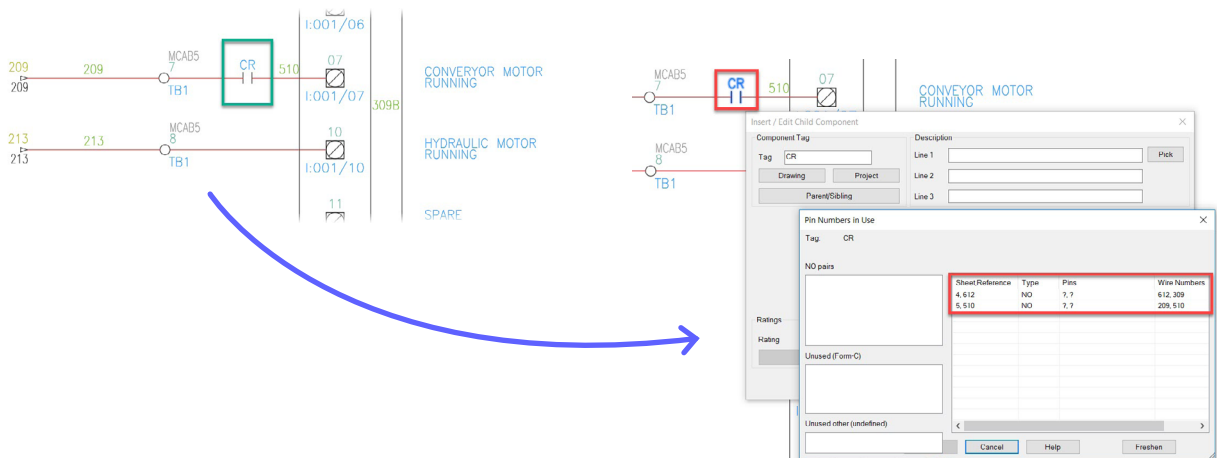 I:001/06
MCAB5
209 209 7 CR 510 07
209 TB1
I:001/07
CONVERYOR MOTOR
RUNNING
309B
MCAB5
213 213 8 10
213 TB1
I:001/10
HYDRAULIC MOTOR
RUNNING
11
SPARE
MCAB5
7 CR 510 07
TB1
CONVEYOR MOTOR
RUNNING
MCAB5
8
TB1
Insert / Edit Child Component
Component Tag
Tag CR
Drawing Project
Parent/Sibling
Description
Line 1 Pick
Line 2
Line 3
Ratings
Rating
Pin Numbers in Use
Tag: CR
NO pairs
Sheet,Reference Type Pins Wire Numbers
4, 612 NO ?, ? 612, 309
5, 510 NO ?, ? 209, 510
Unused (Form-C)
Unused other (undefined)
Cancel Help Freshen